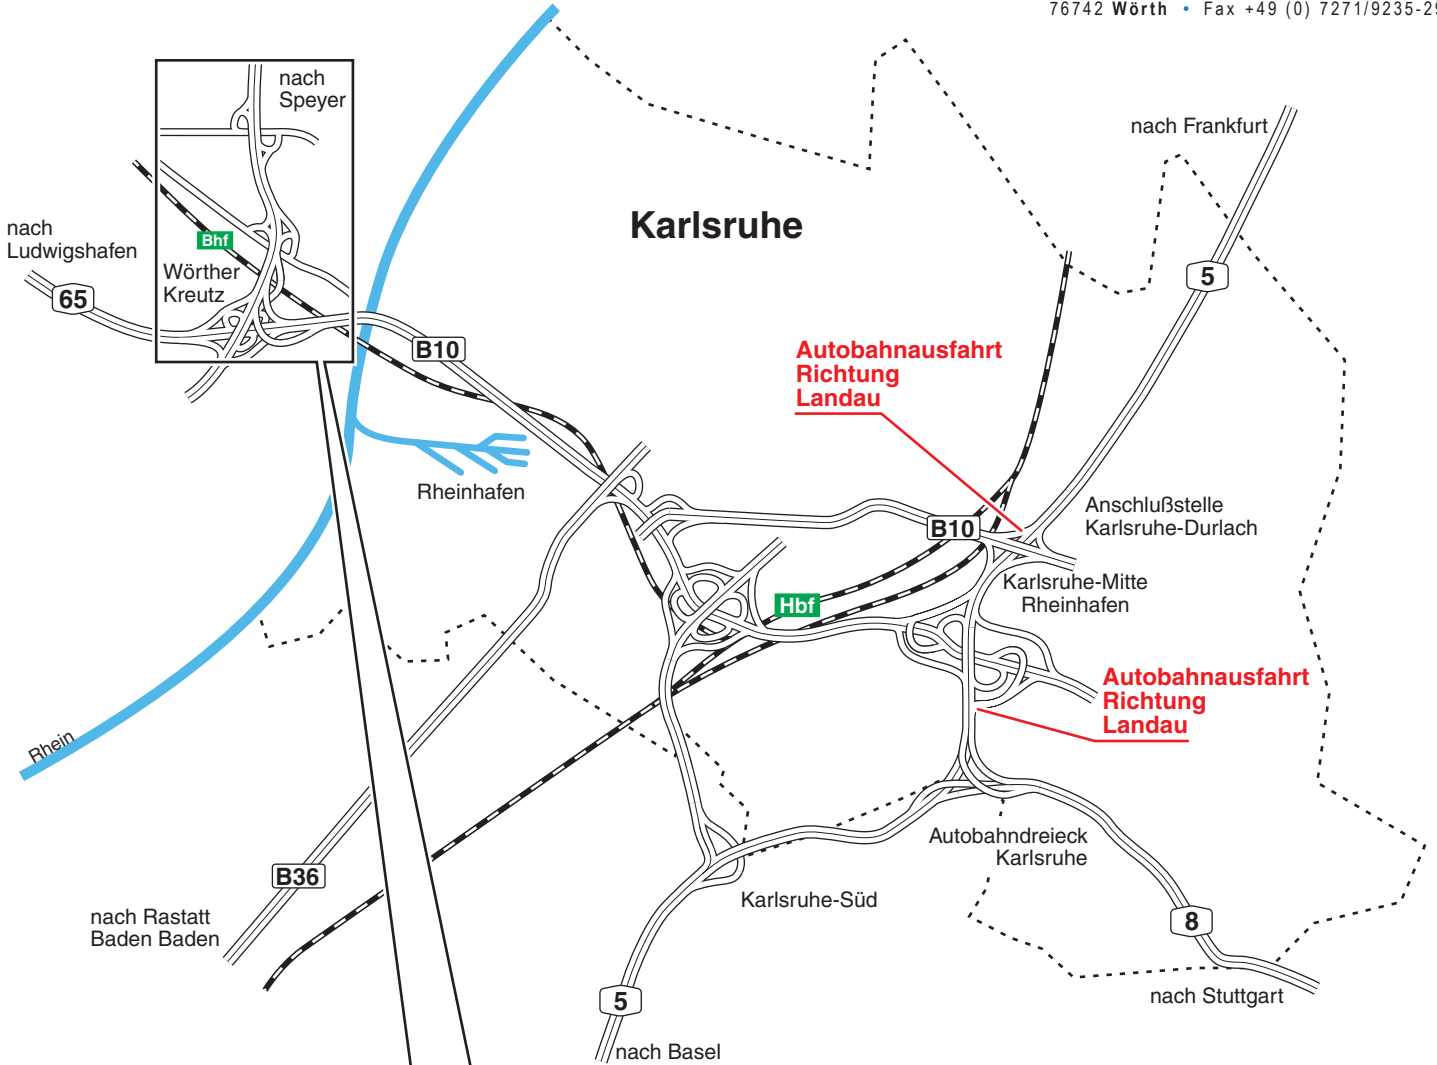 76742 Wörth • Fax +49 (0) 7271/9235-29
nach
Speyer
nach Frankfurt
Karlsruhe
nach
Ludwigshafen
Bhf
Wörther
Kreutz
65
5
B10
Autobahnausfahrt
Richtung
Landau
Rheinhafen
Anschlußstelle
Karlsruhe-Durlach
B10
Karlsruhe-Mitte
Rheinhafen
Hbf
Autobahnausfahrt
Richtung
Landau
Rhein
Autobahndreieck
Karlsruhe
B36
Karlsruhe-Süd
nach Rastatt
Baden Baden
8
5
nach Stuttgart
nach Basel